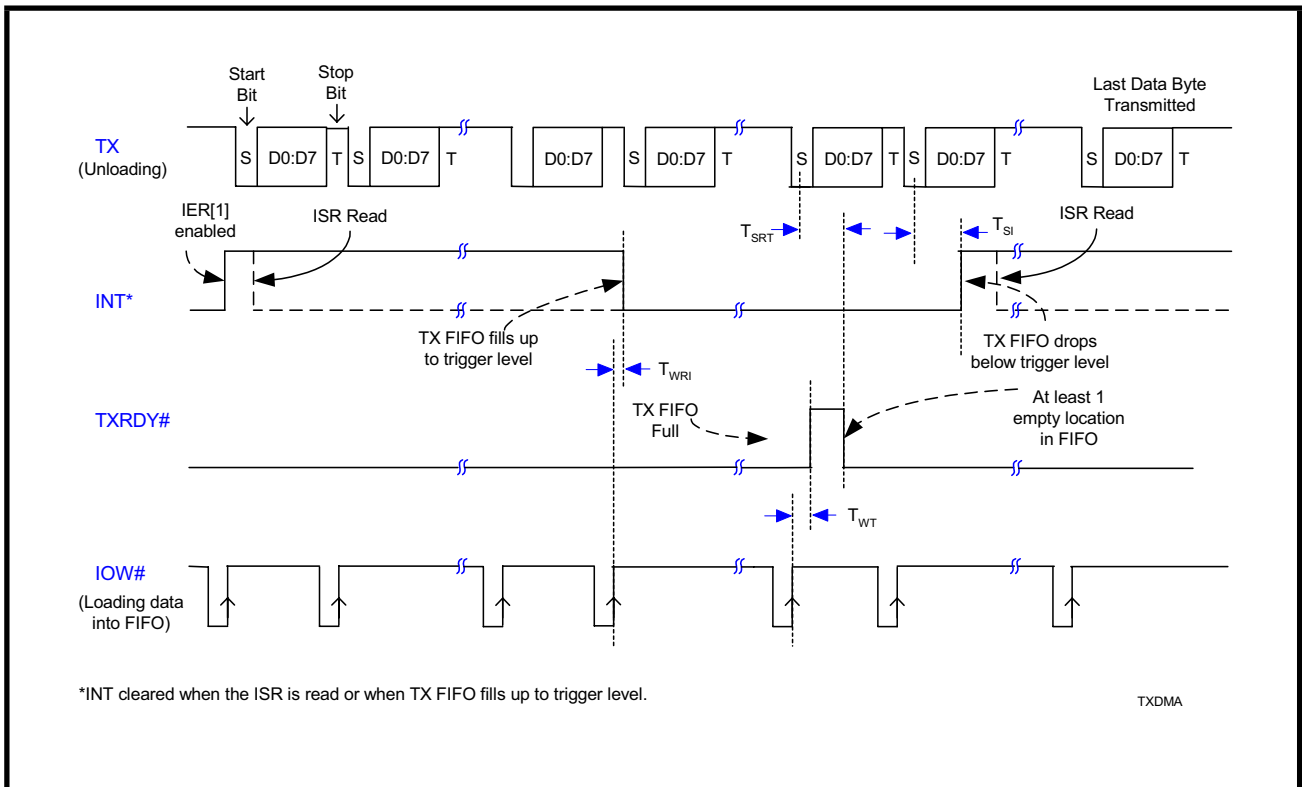 Start
Bit
Stop
Bit
Last Data Byte
Transmitted
TX
(Unloading)
S D0:D7 T S D0:D7 T D0:D7 S D0:D7 T S D0:D7 T S D0:D7 T S D0:D7 T
IER[1]
enabled
ISR Read
TSRT
TSI
ISR Read
INT*
TX FIFO fills up
to trigger level
TX FIFO drops
below trigger level
TWRI
TXRDY#
TX FIFO
Full
At least 1
empty location
in FIFO
TWT
IOW#
(Loading data
into FIFO)
*INT cleared when the ISR is read or when TX FIFO fills up to trigger level.
TXDMA